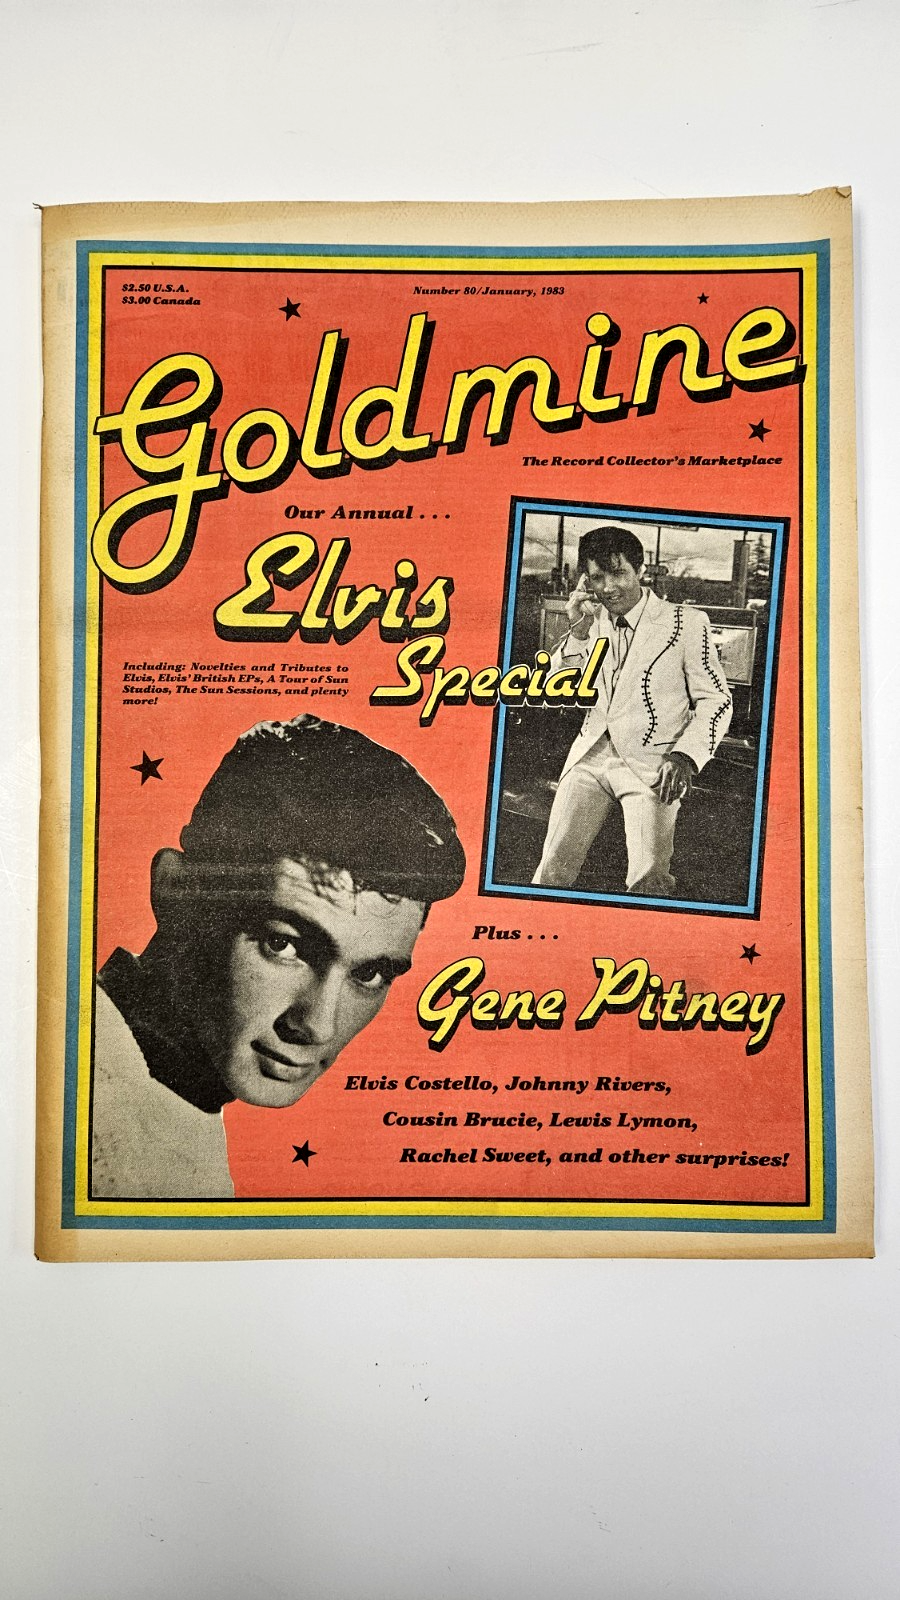 $2.50 U.S.A.
$3.00 Canada
Number 80/January, 1983
Goldmine
The Record Collector's Marketplace
Our Annual . . .
Elvis
Special
Including: Novelties and Tributes to
Elvis, Elvis' British EPs, A Tour of Sun
Studios, The Sun Sessions, and plenty
more!
Plus . . .
Gene Pitney
Elvis Costello, Johnny Rivers,
Cousin Brucie, Lewis Lymon,
Rachel Sweet, and other surprises!